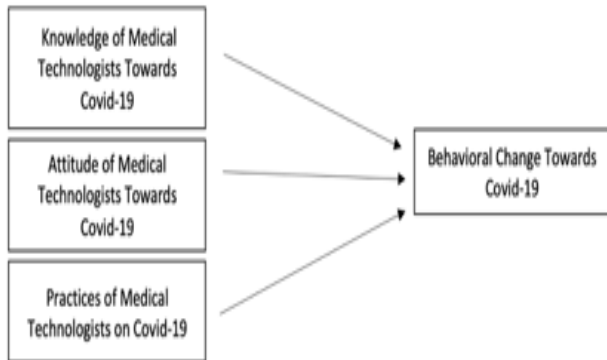 Knowledge of Medical
Technologists Towards
Covid-19
Attitude of Medical
Technologists Towards
Covid-19
Practices of Medical
Technologists on Covid-19
Behavioral Change Towards
Covid-19